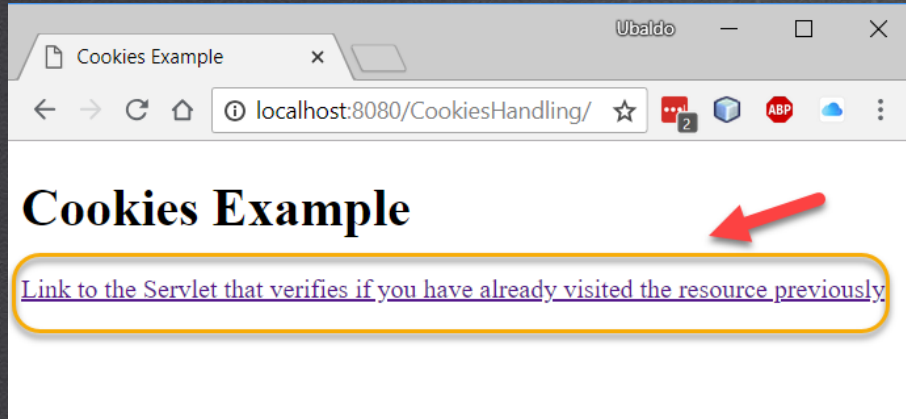 Ubaldo
Cookies Example
localhost:8080/CookiesHandling/
2
ABP
Cookies Example
Link to the Servlet that verifies if you have already visited the resource previously